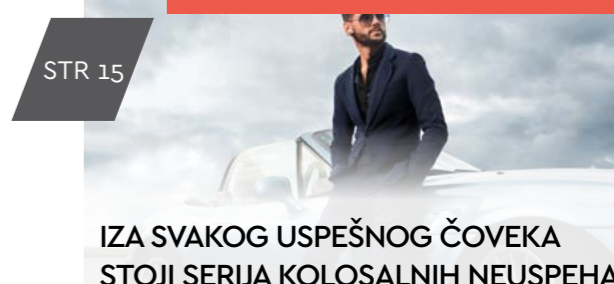 STR 15
IZA SVAKOG USPEŠNOG ČOVEKA
STOJI SERIJA KOLOSALNIH NEUSPEHA